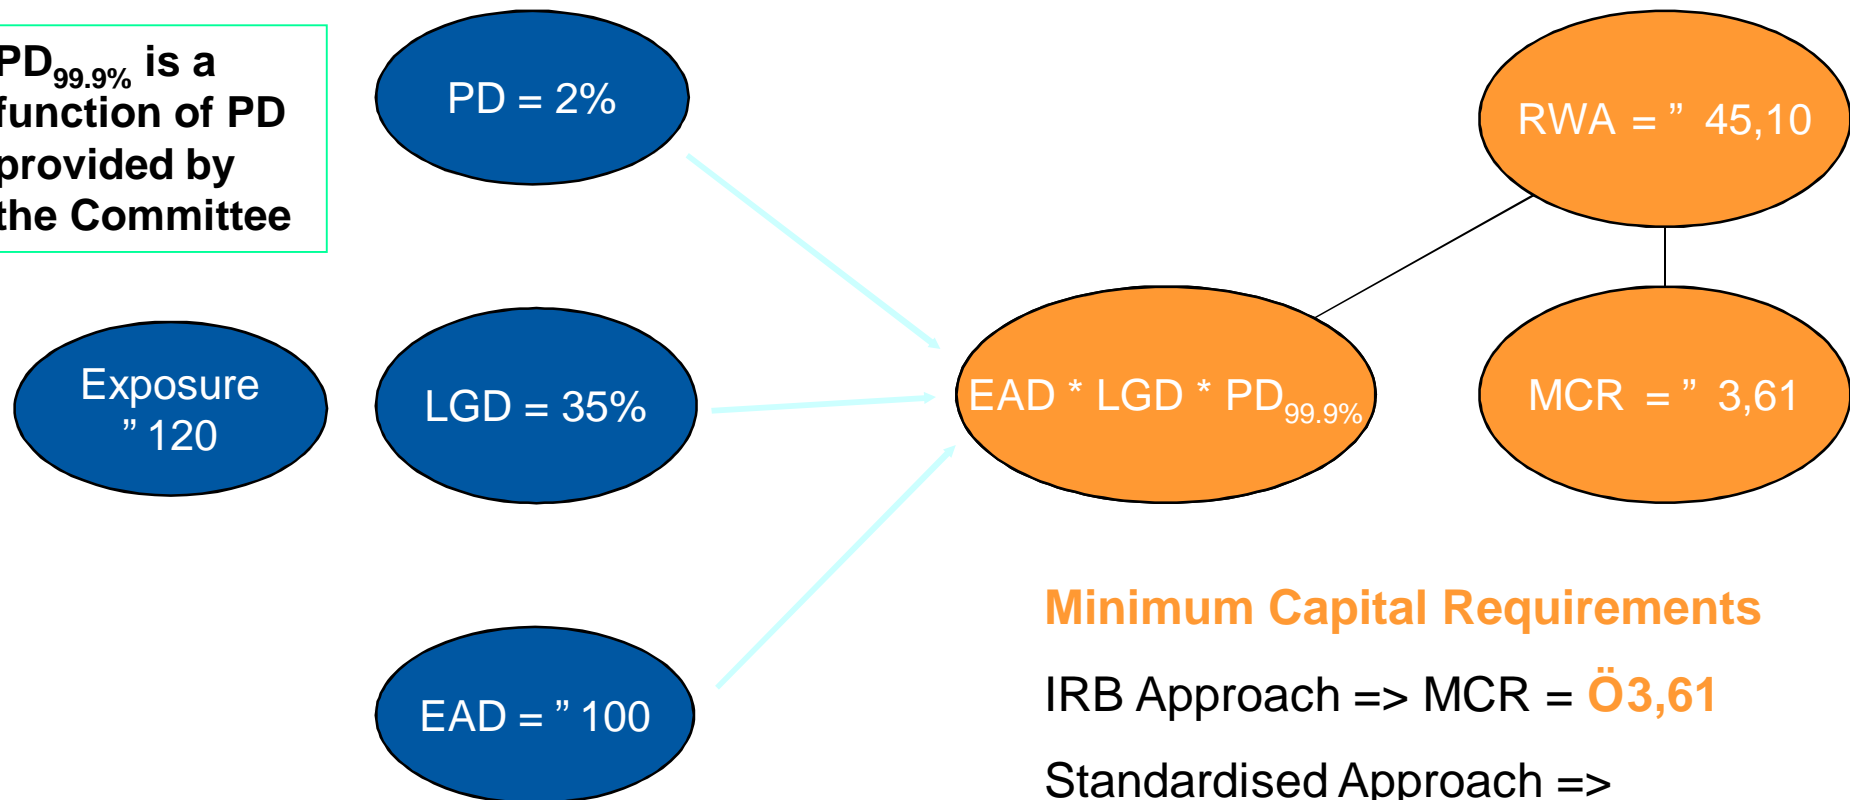 PD99.9% is a
function of PD
provided by
the Committee
PD = 2%
RWA = ” 45,10
Exposure
” 120
LGD = 35%
EAD * LGD * PD99.9%
MCR = ” 3,61
EAD = ” 100
Minimum Capital Requirements
IRB Approach => MCR = Ö3,61
Standardised Approach =>